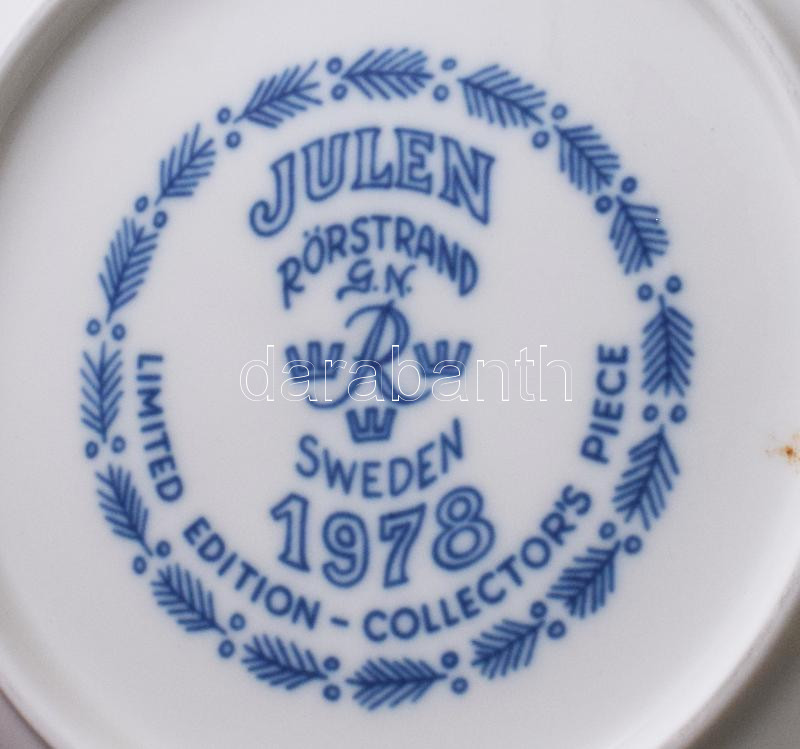 JULEN
RÖRSTRAND
G.N.
R
darabanth
SWEDEN
1978
LIMITED EDITION – COLLECTOR'S PIECE